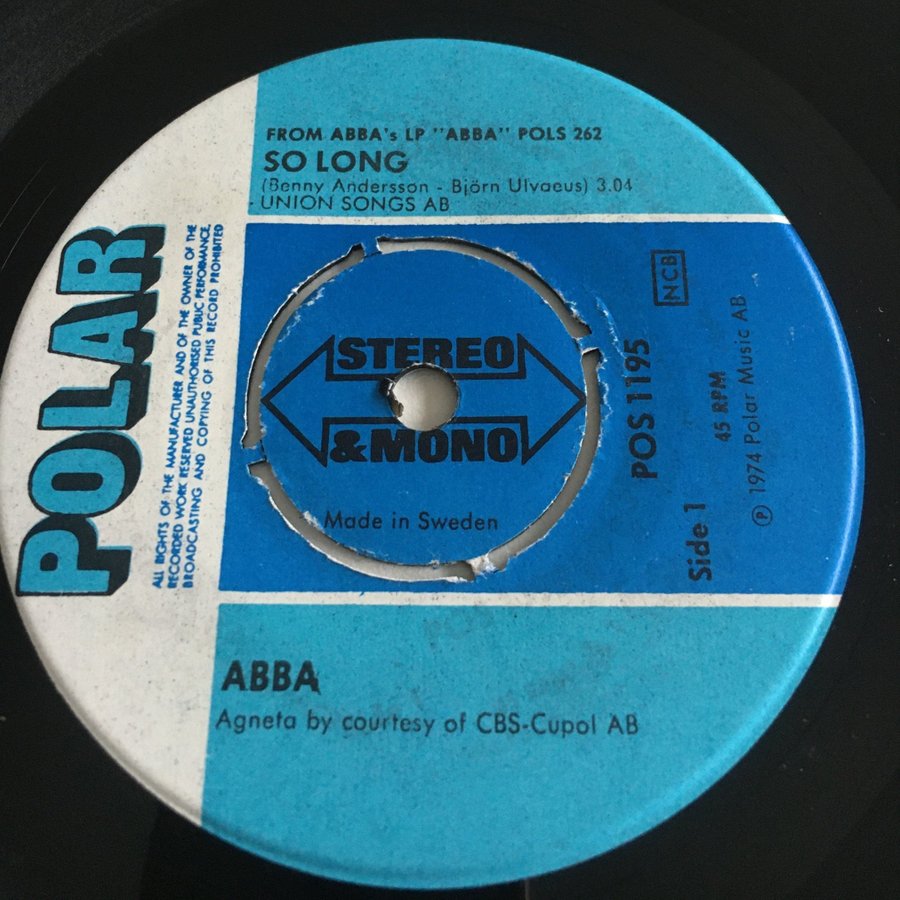 FROM ABBA's LP "ABBA" POLS 262
SO LONG
(Benny Andersson - Björn Ulvaeus) 3.04
UNION SONGS AB
POLAR
ALL RIGHTS OF THE MANUFACTURER AND OF THE OWNER OF THE
RECORDED WORK RESERVED UNAUTHORISED PUBLIC PERFORMANCE,
BROADCASTING AND COPYING OF THIS RECORD PROHIBITED
STEREO
&MONO
Made in Sweden
NCB
POS 1195
45 RPM
Side 1
℗ 1974 Polar Music AB
ABBA
Agneta by courtesy of CBS-Cupol AB